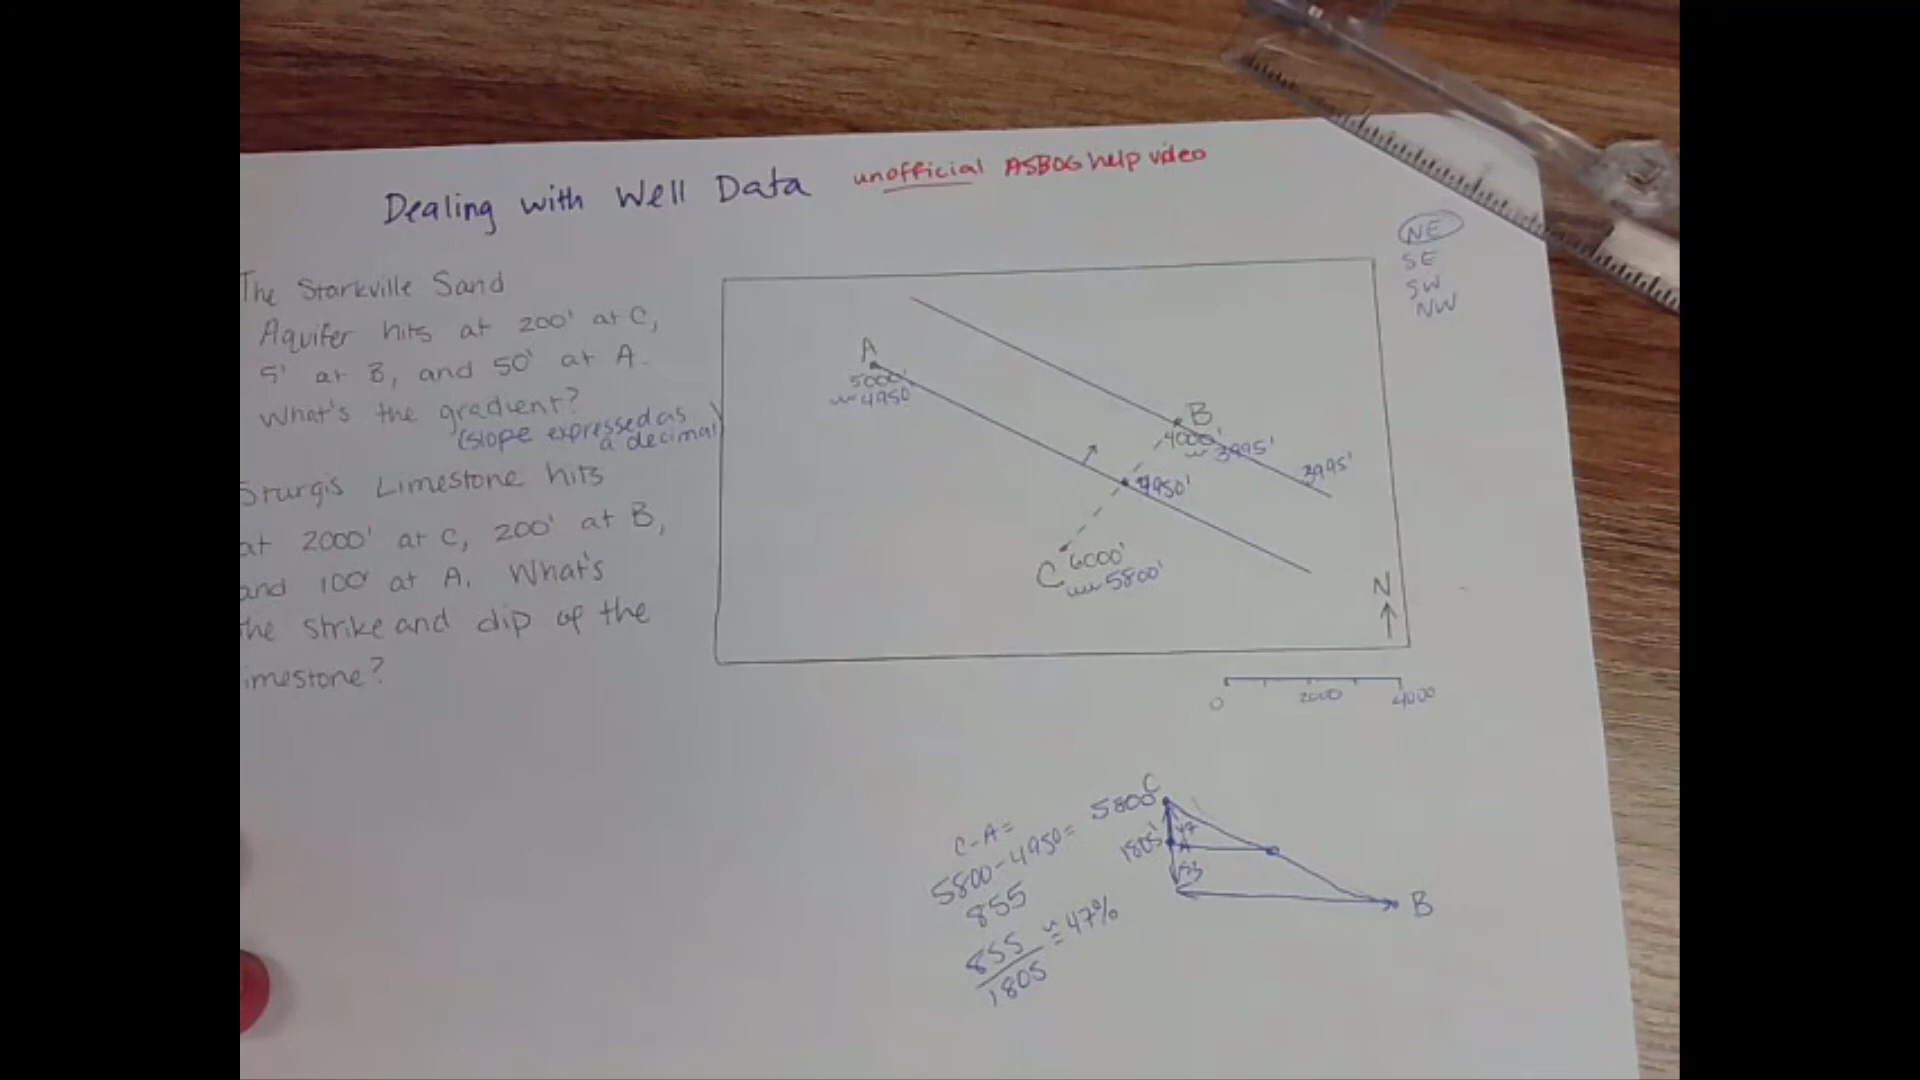 Dealing with Well Data unofficial ASBOG help video
The Starkville Sand
Aquifer hits at 200' at C,
5' at B, and 50' at A.
What's the gradient?
(slope expressed as
a decimal)
Sturgis Limestone hits
at 2000' at C, 200' at B,
and 100' at A. What's
the strike and dip of the
imestone?
NE
SE
SW
NW
A
5000'
4950
B
4000'
3995'
3995'
4950'
C 6000'
5800'
N
0 2000 4000
C-A=
5800-4950=
855
855
1805
≈47%
C
5800'
1805'
47
A
53
B